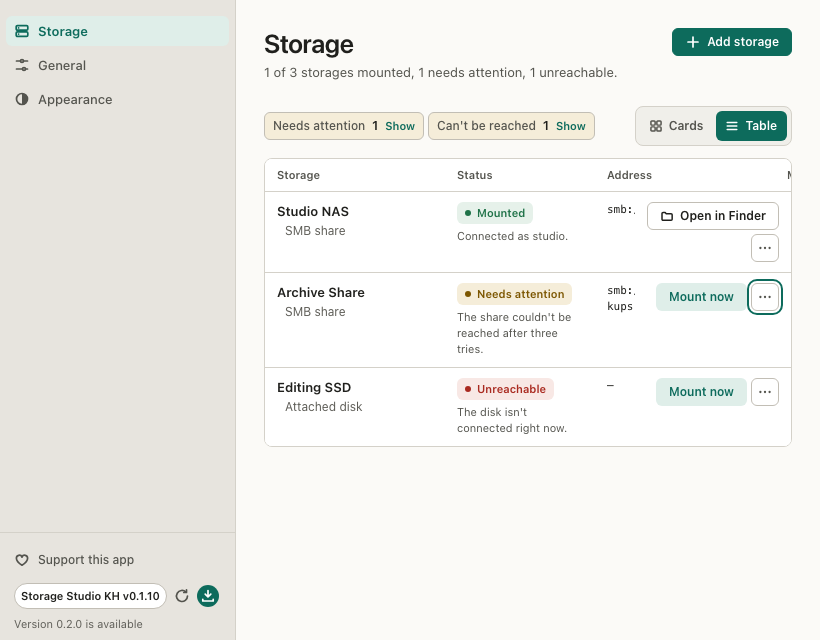 Storage
General
Appearance
Support this app
Storage Studio KH v0.1.10
Version 0.2.0 is available
Storage
1 of 3 storages mounted, 1 needs attention, 1 unreachable.
Add storage
Needs attention 1 Show
Can't be reached 1 Show
Cards
Table
Storage Status Address
Studio NAS
SMB share
Mounted
Connected as studio.
smb:
Open in Finder
Archive Share
SMB share
Needs attention
The share couldn't be
reached after three
tries.
smb:
kups
Mount now
Editing SSD
Attached disk
Unreachable
The disk isn't
connected right now.
–
Mount now